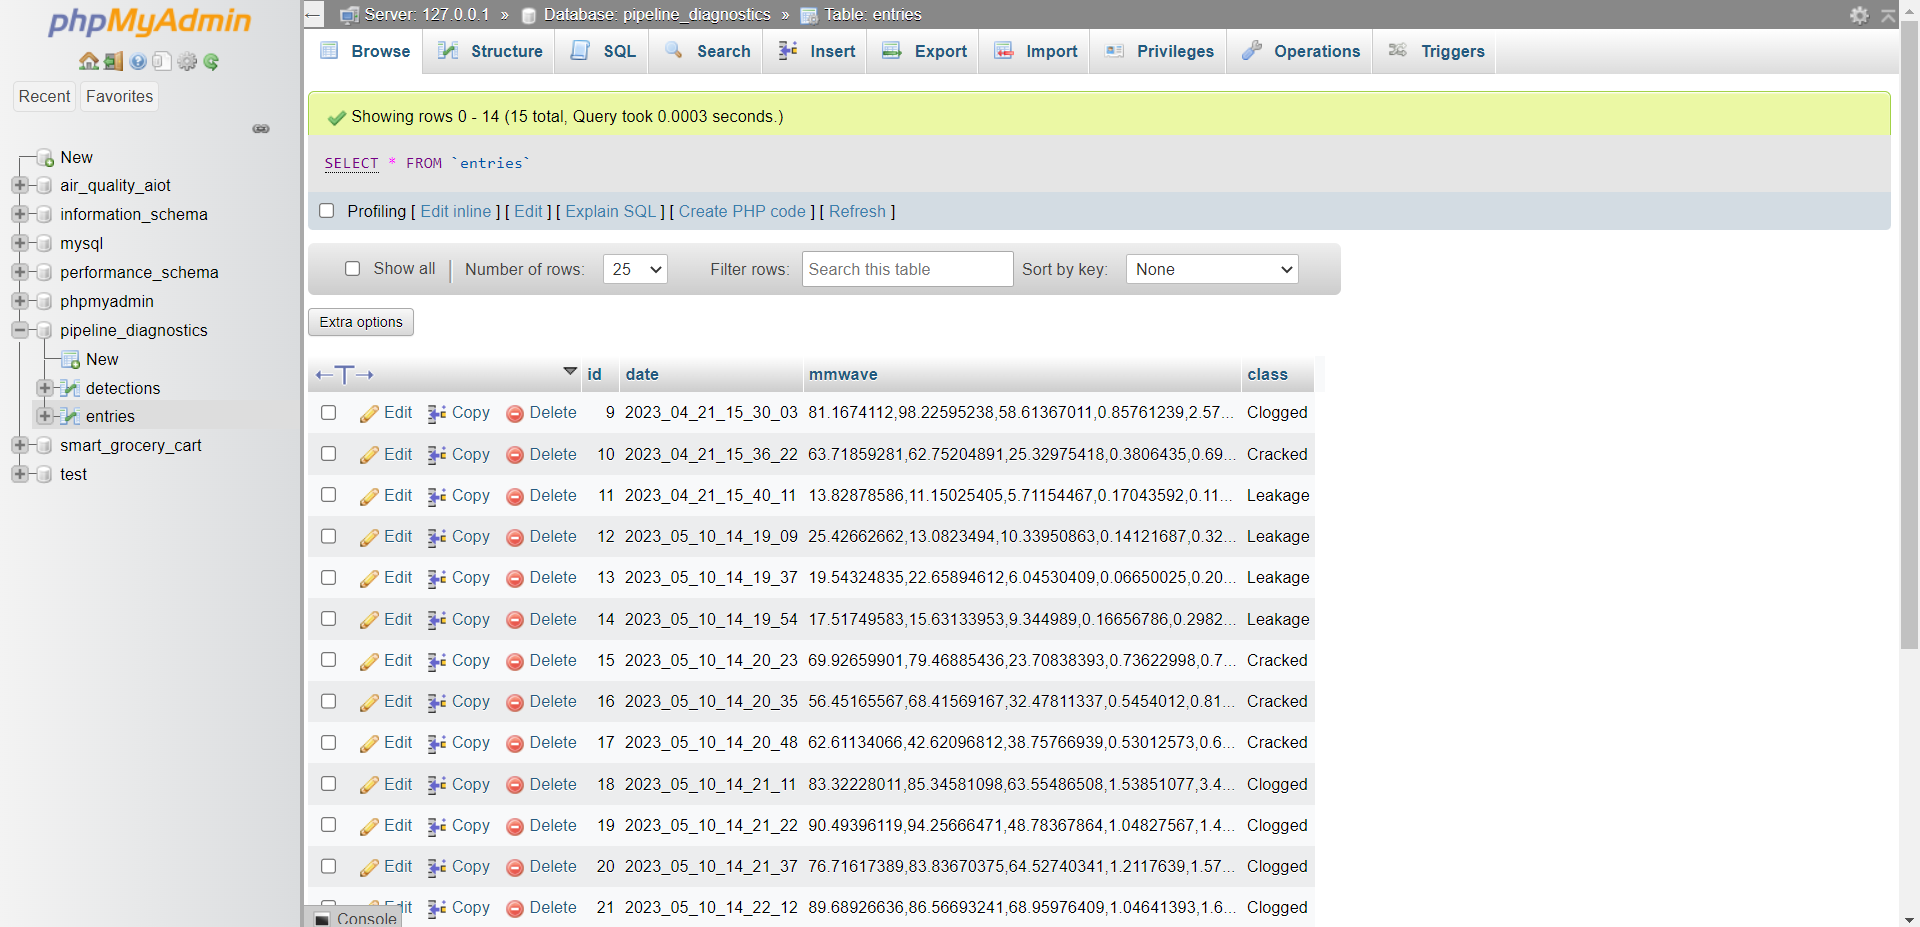 phpMyAdmin
Recent Favorites
New
air_quality_aiot
information_schema
mysql
performance_schema
phpmyadmin
pipeline_diagnostics
New
detections
entries
smart_grocery_cart
test
Server: 127.0.0.1 » Database: pipeline_diagnostics » Table: entries
Browse Structure SQL Search Insert Export Import Privileges Operations Triggers
Showing rows 0 - 14 (15 total, Query took 0.0003 seconds.)
SELECT * FROM `entries`
Profiling [ Edit inline ] [ Edit ] [ Explain SQL ] [ Create PHP code ] [ Refresh ]
Show all Number of rows: 25 Filter rows: Search this table Sort by key: None
Extra options
id date mmwave class
Edit Copy Delete 9 2023_04_21_15_30_03 81.1674112,98.22595238,58.61367011,0.85761239,2.57... Clogged
Edit Copy Delete 10 2023_04_21_15_36_22 63.71859281,62.75204891,25.32975418,0.3806435,0.69... Cracked
Edit Copy Delete 11 2023_04_21_15_40_11 13.82878586,11.15025405,5.71154467,0.17043592,0.11... Leakage
Edit Copy Delete 12 2023_05_10_14_19_09 25.42662662,13.0823494,10.33950863,0.14121687,0.32... Leakage
Edit Copy Delete 13 2023_05_10_14_19_37 19.54324835,22.65894612,6.04530409,0.06650025,0.20... Leakage
Edit Copy Delete 14 2023_05_10_14_19_54 17.51749583,15.63133953,9.344989,0.16656786,0.2982... Leakage
Edit Copy Delete 15 2023_05_10_14_20_23 69.92659901,79.46885436,23.70838393,0.73622998,0.7... Cracked
Edit Copy Delete 16 2023_05_10_14_20_35 56.45165567,68.41569167,32.47811337,0.5454012,0.81... Cracked
Edit Copy Delete 17 2023_05_10_14_20_48 62.61134066,42.62096812,38.75766939,0.53012573,0.6... Cracked
Edit Copy Delete 18 2023_05_10_14_21_11 83.32228011,85.34581098,63.55486508,1.53851077,3.4... Clogged
Edit Copy Delete 19 2023_05_10_14_21_22 90.49396119,94.25666471,48.78367864,1.04827567,1.4... Clogged
Edit Copy Delete 20 2023_05_10_14_21_37 76.71617389,83.83670375,64.52740341,1.2117639,1.57... Clogged
Edit Copy Delete 21 2023_05_10_14_22_12 89.68926636,86.56693241,68.95976409,1.04641393,1.6... Clogged
Console